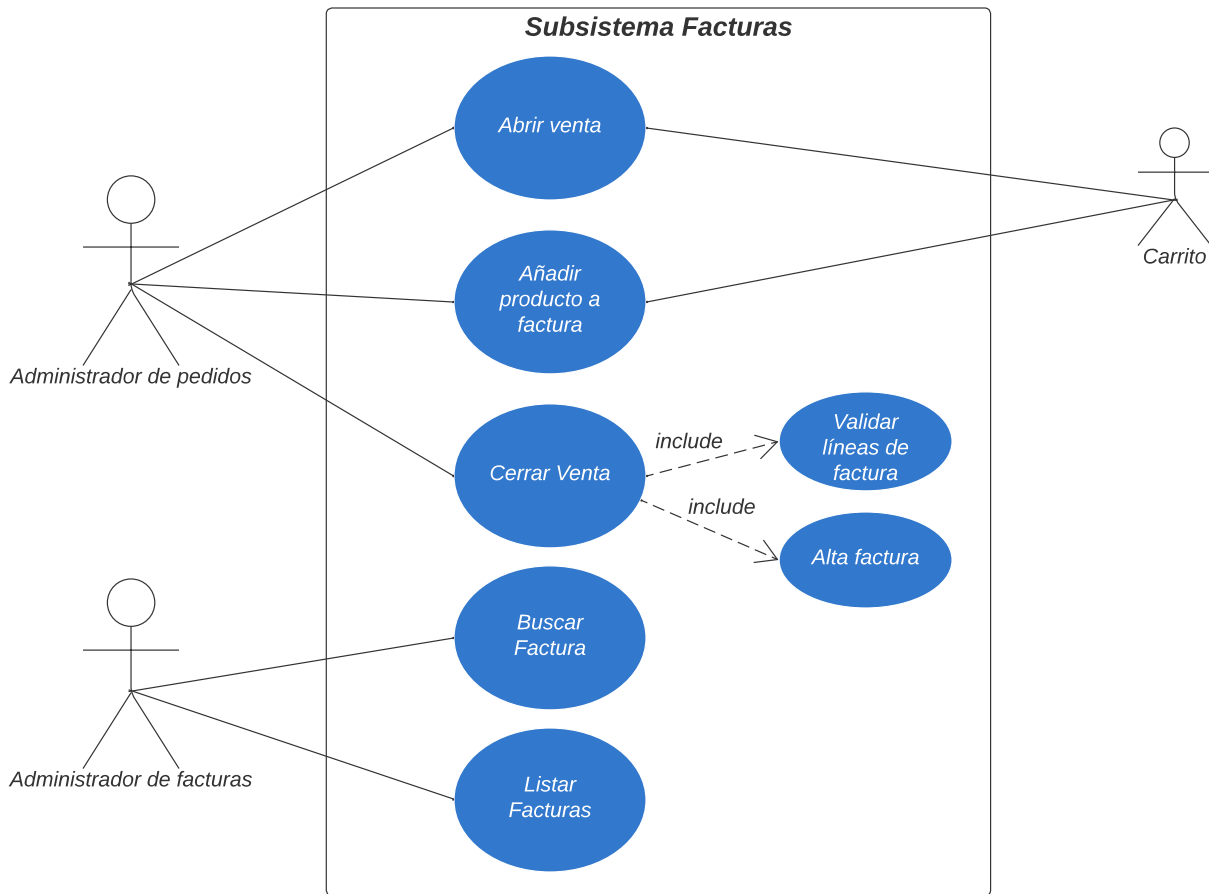 Subsistema Facturas
Abrir venta
Carrito
Añadir
producto a
factura
Administrador de pedidos
Cerrar Venta
include
Validar
líneas de
factura
include
Alta factura
Buscar
Factura
Administrador de facturas
Listar
Facturas